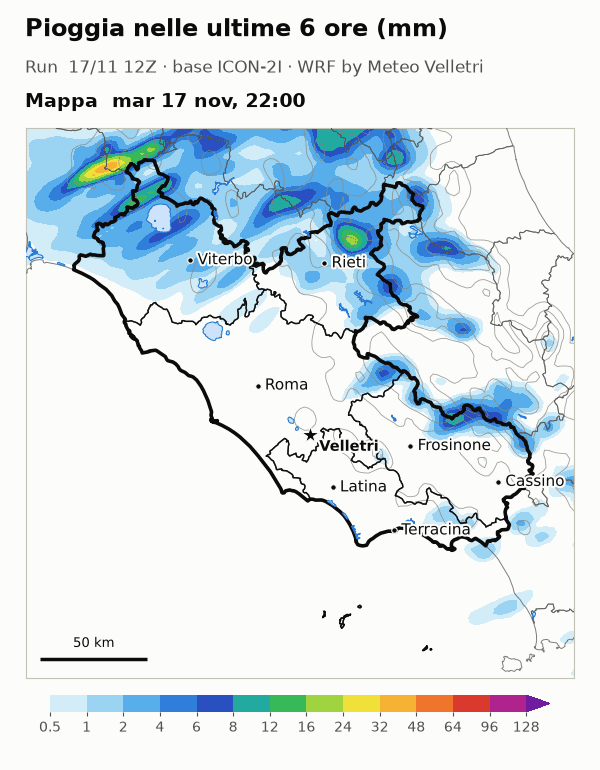 Pioggia nelle ultime 6 ore (mm)
Run  17/11 12Z · base ICON-2I · WRF by Meteo Velletri
Mappa  mar 17 nov, 22:00
Viterbo
Rieti
Roma
Velletri
Frosinone
Cassino
Latina
Terracina
50 km
0.5 1 2 4 6 8 12 16 24 32 48 64 96 128